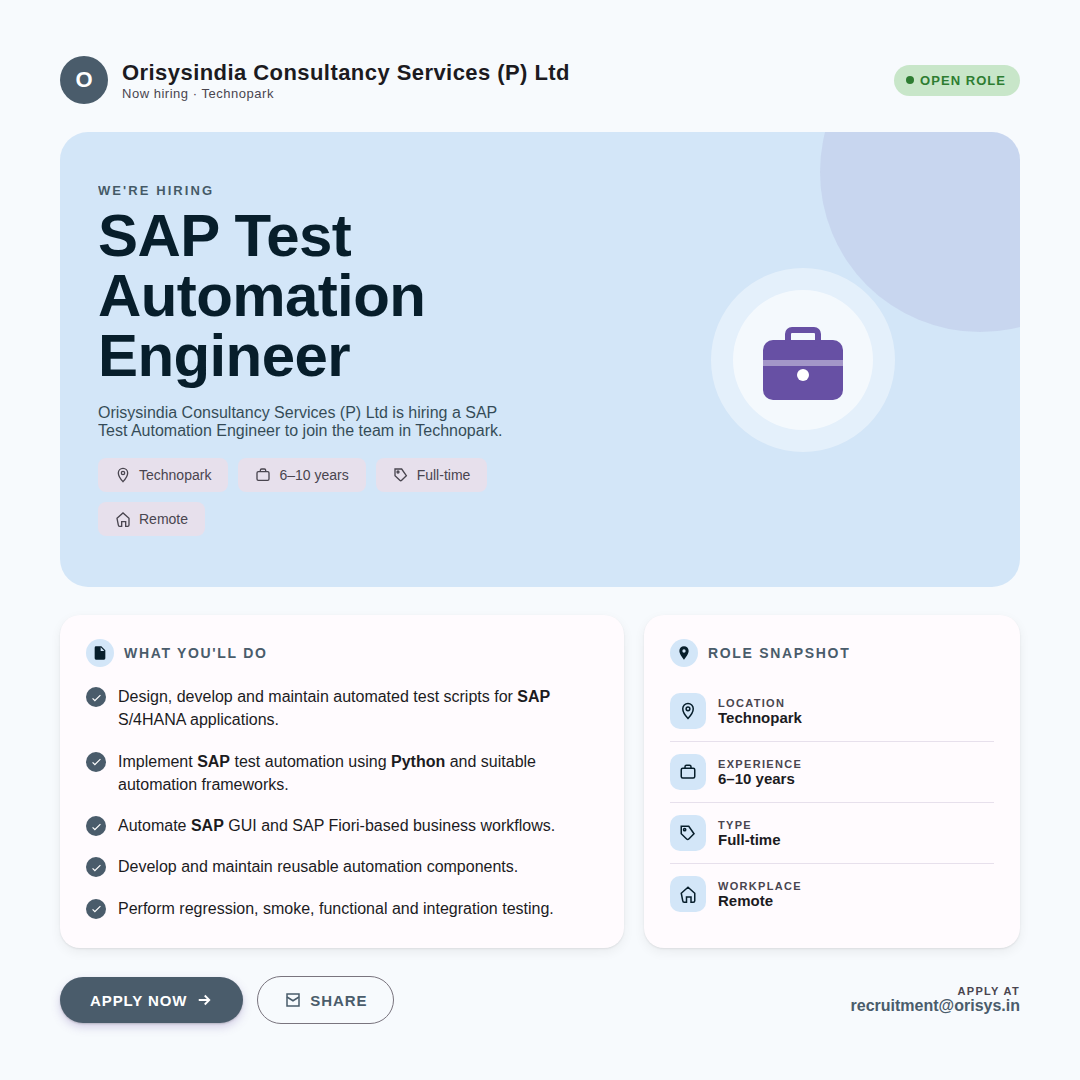 O
Orisysindia Consultancy Services (P) Ltd
Now hiring · Technopark
OPEN ROLE
WE'RE HIRING
SAP Test
Automation
Engineer
Orisysindia Consultancy Services (P) Ltd is hiring a SAP
Test Automation Engineer to join the team in Technopark.
Technopark
6–10 years
Full-time
Remote
WHAT YOU'LL DO
Design, develop and maintain automated test scripts for SAP
S/4HANA applications.
Implement SAP test automation using Python and suitable
automation frameworks.
Automate SAP GUI and SAP Fiori-based business workflows.
Develop and maintain reusable automation components.
Perform regression, smoke, functional and integration testing.
ROLE SNAPSHOT
LOCATION
Technopark
EXPERIENCE
6–10 years
TYPE
Full-time
WORKPLACE
Remote
APPLY NOW
SHARE
APPLY AT
recruitment@orisys.in